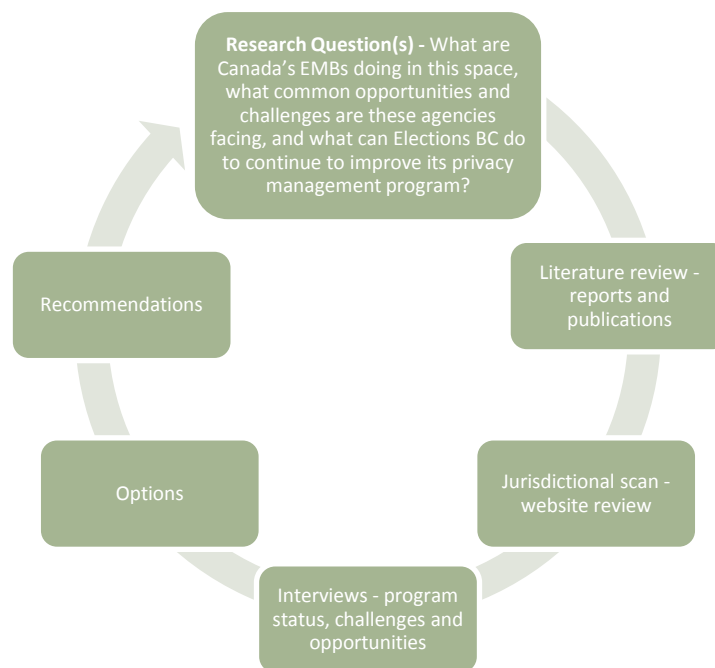 Research Question(s) - What are
Canada's EMBs doing in this space,
what common opportunities and
challenges are these agencies
facing, and what can Elections BC do
to continue to improve its privacy
management program?
Literature review -
reports and
publications
Jurisdictional scan -
website review
Interviews - program
status, challenges and
opportunities
Options
Recommendations